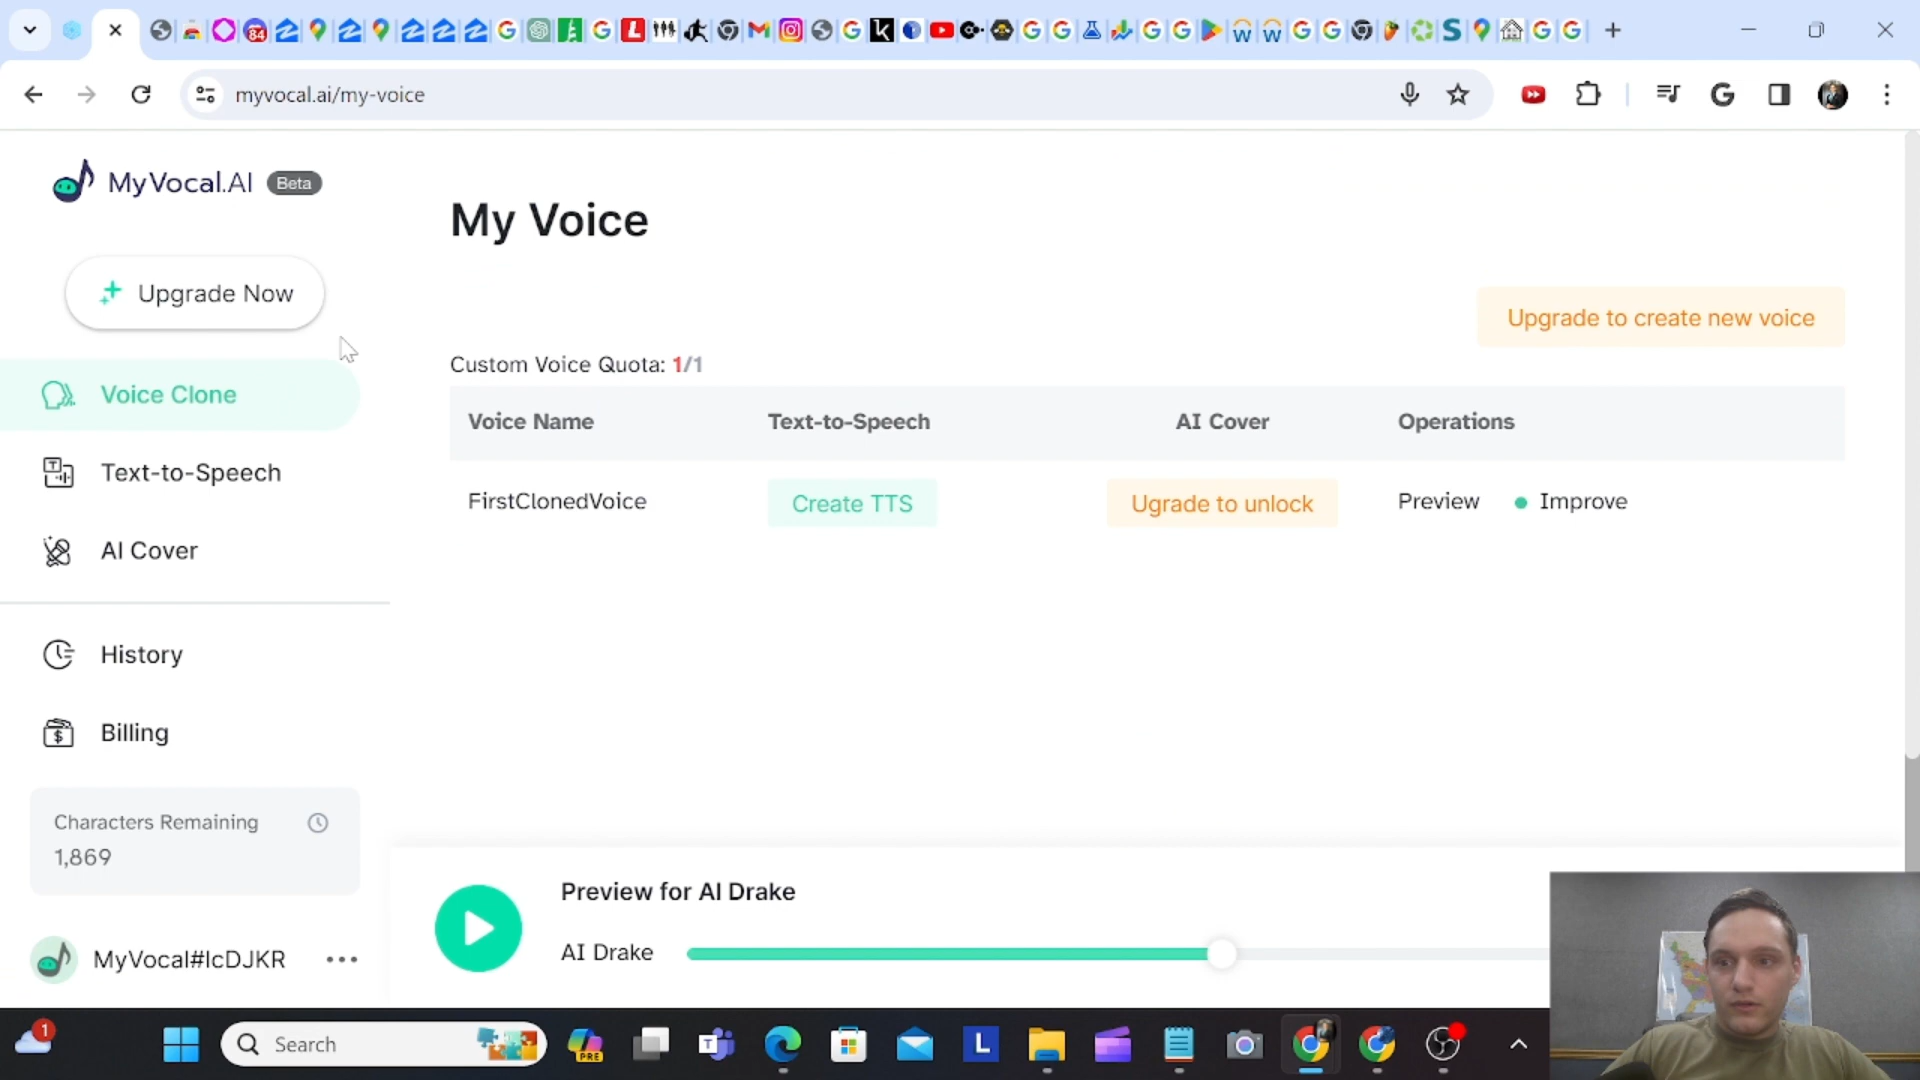 84
L
k
S
myvocal.ai/my-voice
MyVocal.AI Beta
Upgrade Now
Voice Clone
Text-to-Speech
AI Cover
History
Billing
Characters Remaining
1,869
MyVocal#IcDJKR
My Voice
Upgrade to create new voice
Custom Voice Quota: 1/1
Voice Name Text-to-Speech AI Cover Operations
FirstClonedVoice Create TTS Ugrade to unlock Preview Improve
Preview for AI Drake
AI Drake
1
Search
PRE
T
L